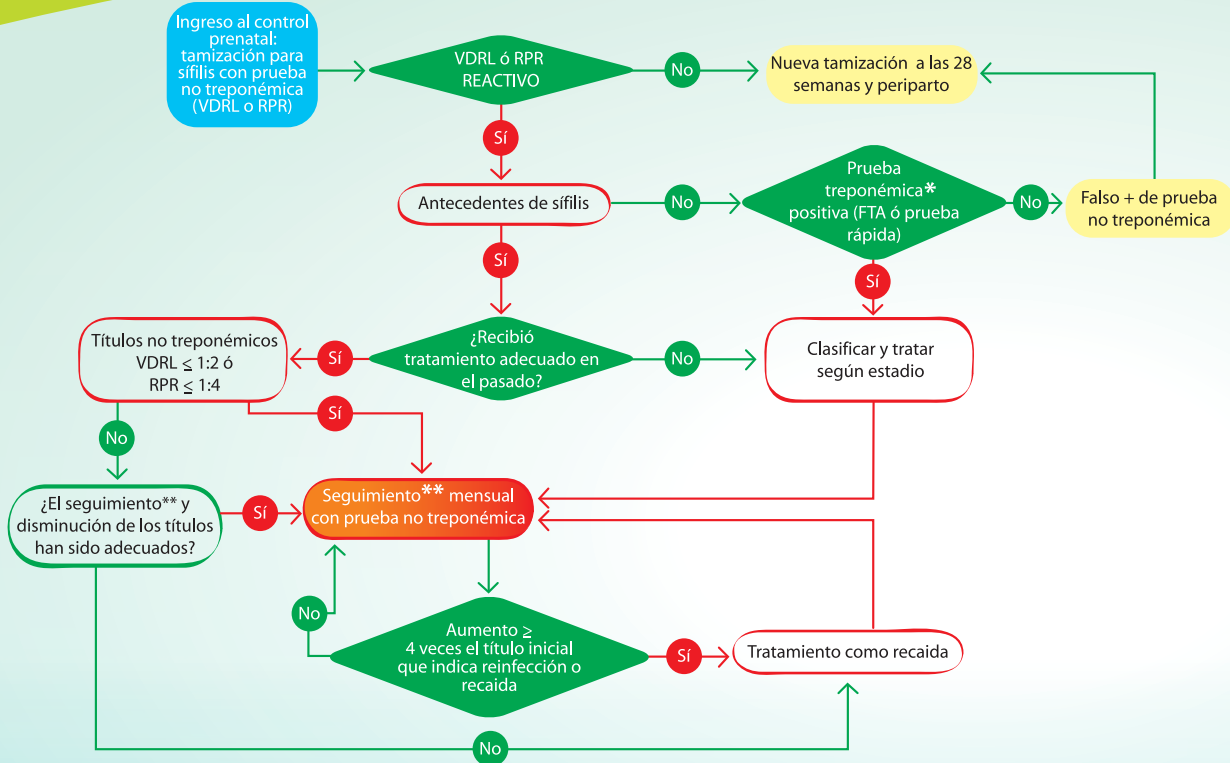 Ingreso al control
prenatal:
tamización para
sífilis con prueba
no treponémica
(VDRL o RPR)
VDRL ó RPR
REACTIVO
No
Nueva tamización a las 28
semanas y periparto
Sí
Antecedentes de sífilis
No
Prueba
treponémica*
positiva (FTA ó prueba
rápida)
No
Falso + de prueba
no treponémica
Sí
Sí
Títulos no treponémicos
VDRL ≤ 1:2 ó
RPR ≤ 1:4
Sí
¿Recibió
tratamiento adecuado en
el pasado?
No
Clasificar y tratar
según estadio
Sí
No
¿El seguimiento** y
disminución de los títulos
han sido adecuados?
Sí
Seguimiento** mensual
con prueba no treponémica
No
Aumento ≥
4 veces el título inicial
que indica reinfección o
recaida
Sí
Tratamiento como recaida
No